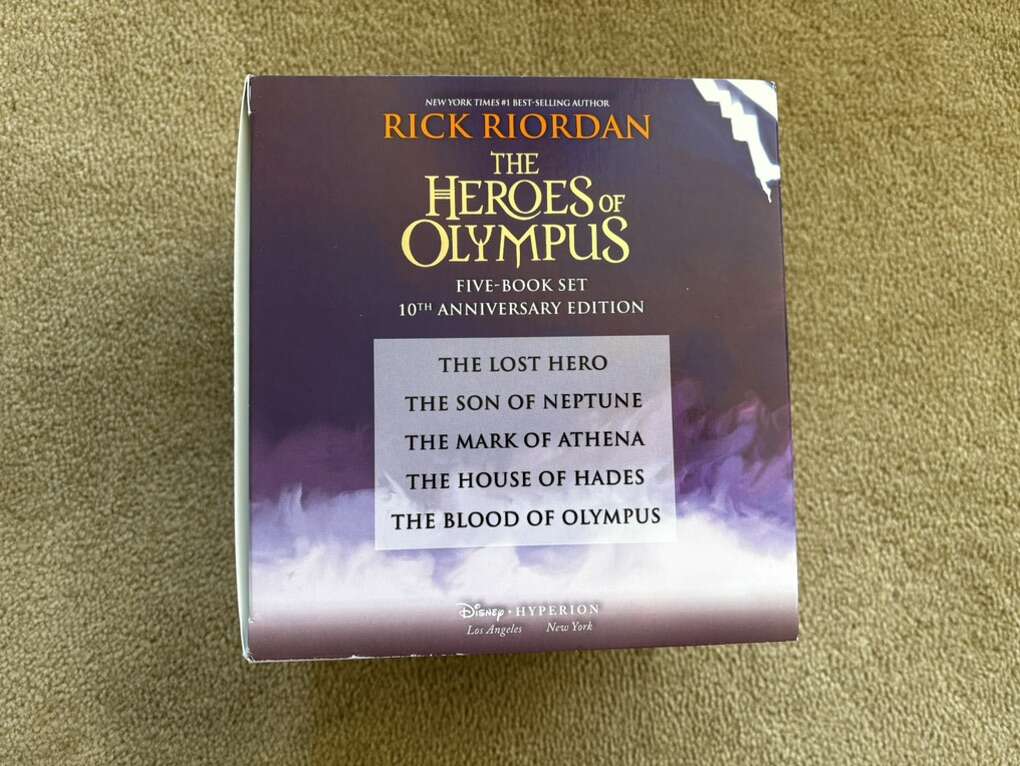 NEW YORK TIMES #1 BEST-SELLING AUTHOR
RICK RIORDAN
THE
HEROES OF
OLYMPUS
FIVE-BOOK SET
10TH ANNIVERSARY EDITION
THE LOST HERO
THE SON OF NEPTUNE
THE MARK OF ATHENA
THE HOUSE OF HADES
THE BLOOD OF OLYMPUS
Disney • HYPERION
Los Angeles New York